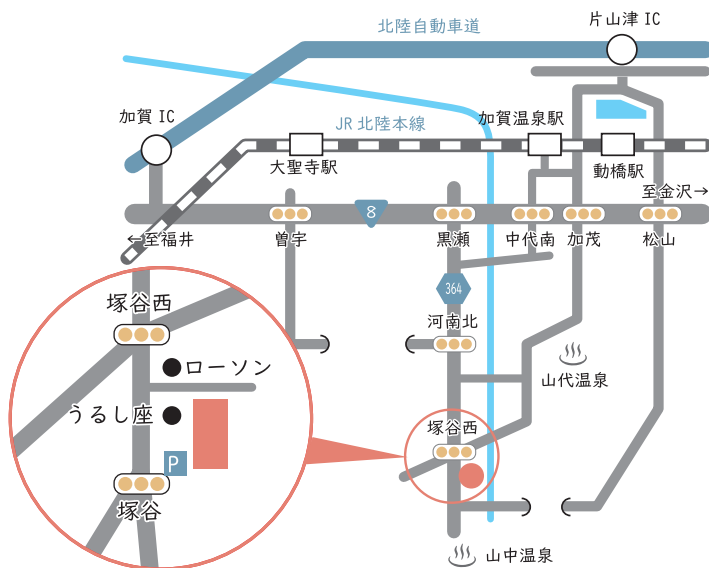 片山津 IC
北陸自動車道
加賀 IC
JR 北陸本線
加賀温泉駅
大聖寺駅
動橋駅
至金沢→
8
←至福井
曽宇
黒瀬
中代南
加茂
松山
364
塚谷西
河南北
ローソン
山代温泉
うるし座
塚谷西
P
塚谷
山中温泉